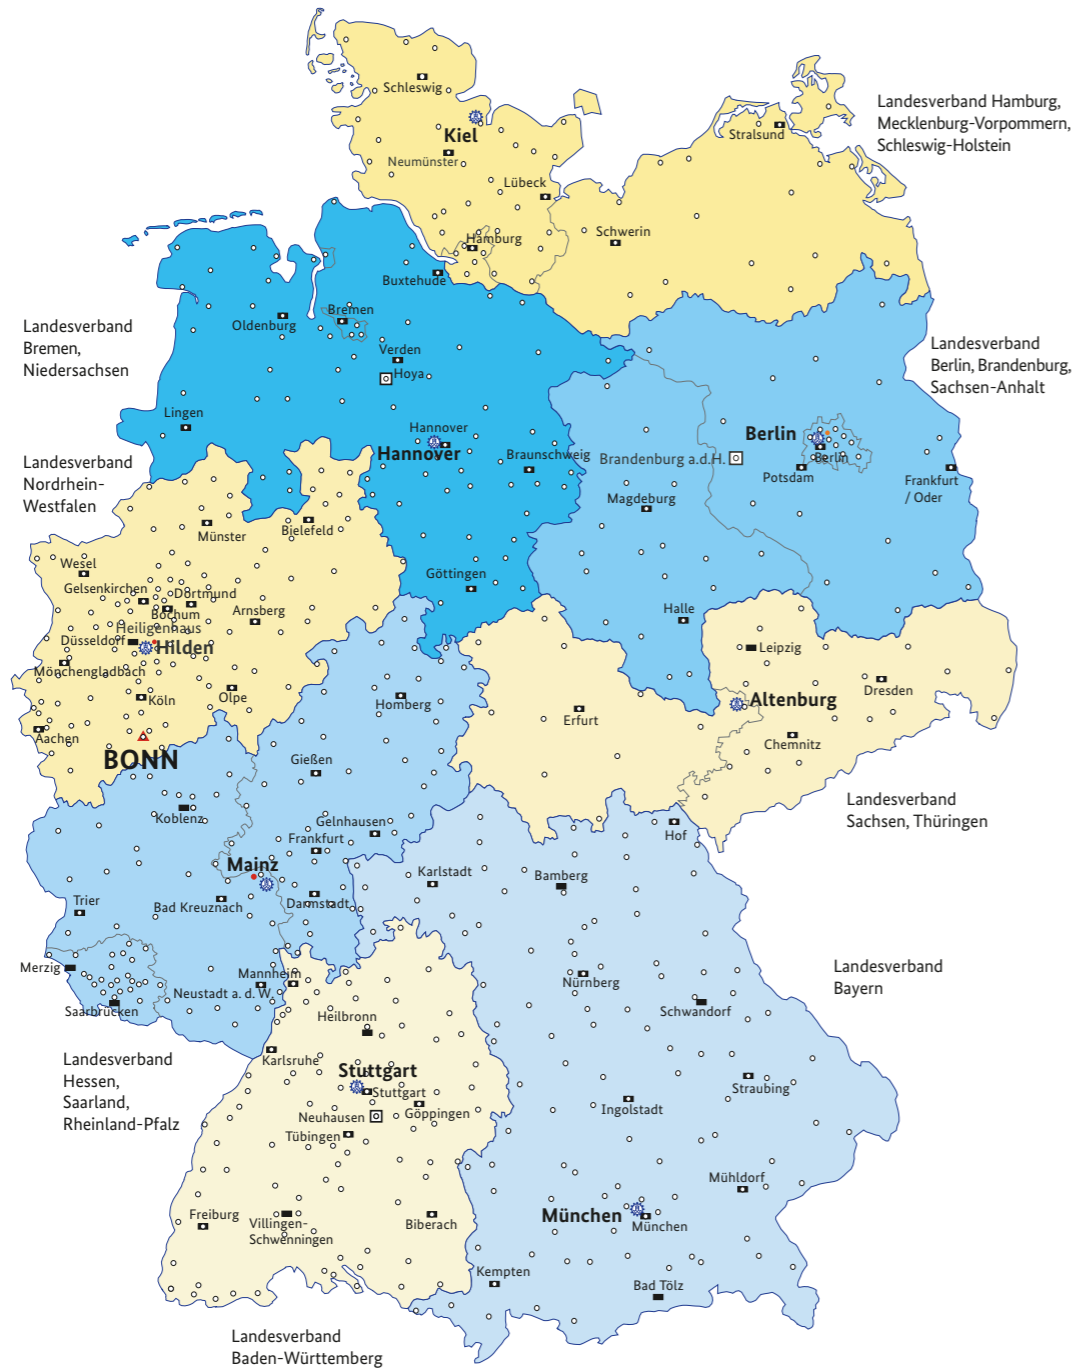 Schleswig
Kiel
Neumünster
Lübeck
Hamburg
Stralsund
Schwerin
Landesverband Hamburg,
Mecklenburg-Vorpommern,
Schleswig-Holstein
Buxtehude
Bremen
Oldenburg
Verden
Hoya
Lingen
Hannover
Hannover
Braunschweig
Göttingen
Landesverband
Bremen,
Niedersachsen
Landesverband
Berlin, Brandenburg,
Sachsen-Anhalt
Berlin
Berlin
Brandenburg a.d.H.
Potsdam
Frankfurt
/ Oder
Magdeburg
Halle
Landesverband
Nordrhein-
Westfalen
Münster
Bielefeld
Wesel
Gelsenkirchen
Dortmund
Bochum
Arnsberg
Heiligenhaus
Düsseldorf
Hilden
Mönchengladbach
Köln
Olpe
Aachen
BONN
Leipzig
Altenburg
Dresden
Erfurt
Chemnitz
Landesverband
Sachsen, Thüringen
Homberg
Gießen
Koblenz
Gelnhausen
Frankfurt
Mainz
Trier
Bad Kreuznach
Darmstadt
Merzig
Neustadt a. d. W.
Saarbrücken
Landesverband
Hessen,
Saarland,
Rheinland-Pfalz
Mannheim
Heilbronn
Karlsruhe
Stuttgart
Stuttgart
Neuhausen
Göppingen
Tübingen
Freiburg
Villingen-
Schwenningen
Biberach
Landesverband
Baden-Württemberg
Hof
Karlstadt
Bamberg
Nürnberg
Schwandorf
Landesverband
Bayern
Straubing
Ingolstadt
Mühldorf
München
München
Kempten
Bad Tölz